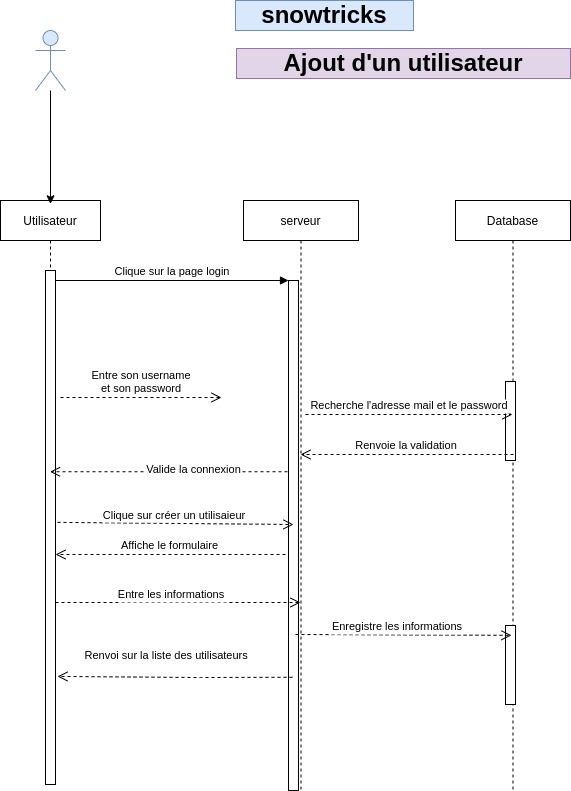 snowtricks
Ajout d'un utilisateur
Utilisateur
serveur
Database
Clique sur la page login
Entre son username
et son password
Recherche l'adresse mail et le password
Renvoie la validation
Valide la connexion
Clique sur créer un utilisaieur
Affiche le formulaire
Entre les informations
Enregistre les informations
Renvoi sur la liste des utilisateurs